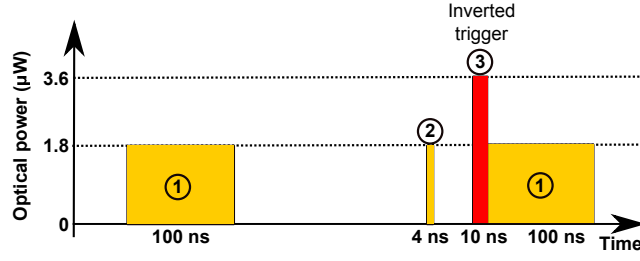 Inverted
trigger
Optical power (µW)
3.6
1.8
0
3
2
1
1
100 ns
4 ns
10 ns
100 ns
Time